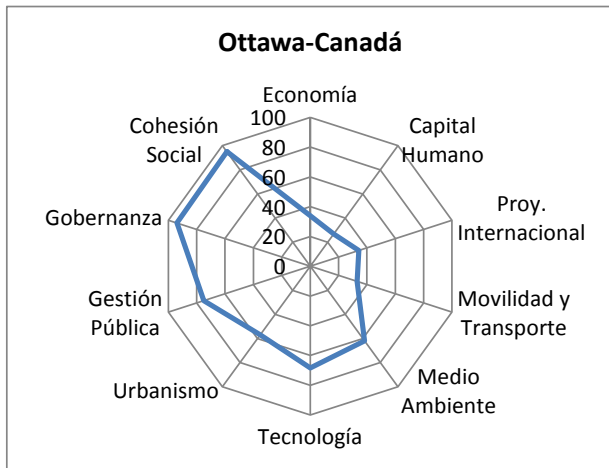 Ottawa-Canadá
Economía
Capital
Humano
Proy.
Internacional
Movilidad y
Transporte
Medio
Ambiente
Tecnología
Urbanismo
Gestión
Pública
Gobernanza
Cohesión
Social
100
80
60
40
20
0